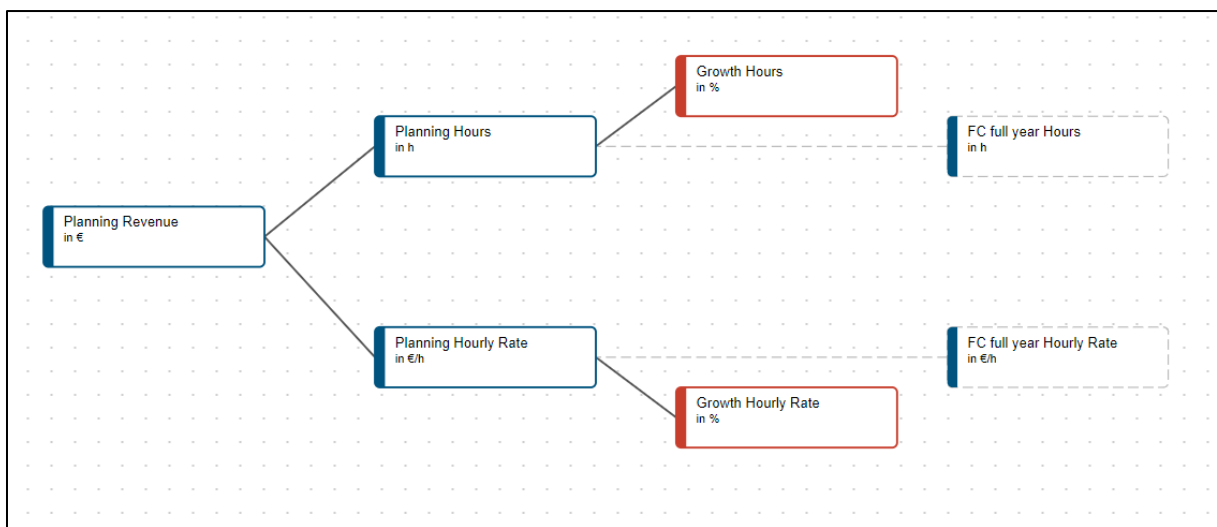 Growth Hours
in %
Planning Hours
in h
FC full year Hours
in h
Planning Revenue
in €
Planning Hourly Rate
in €/h
FC full year Hourly Rate
in €/h
Growth Hourly Rate
in %